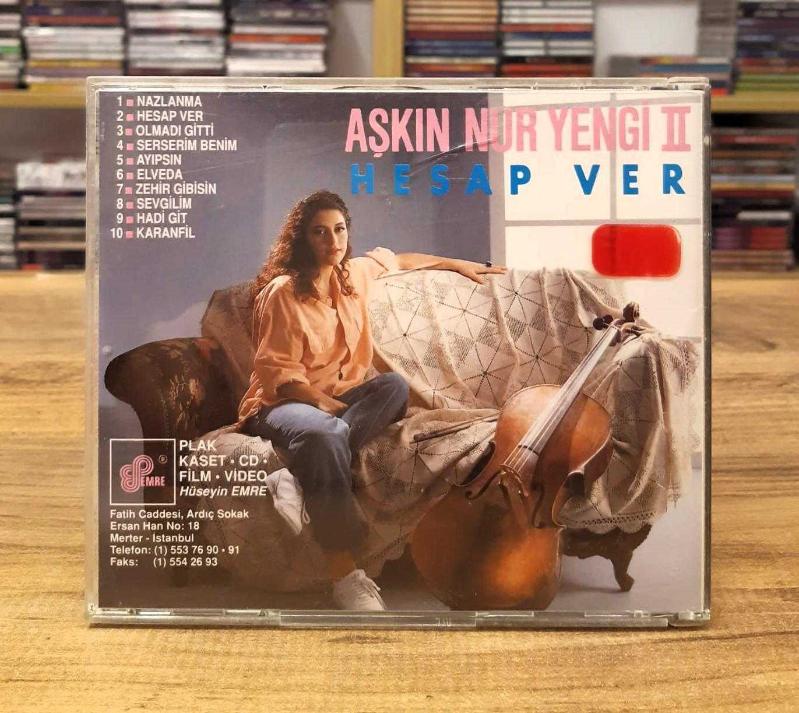 1 NAZLANMA
2 HESAP VER
3 OLMADI GİTTİ
4 SERSERİM BENİM
5 AYIPSIN
6 ELVEDA
7 ZEHİR GİBİSİN
8 SEVGİLİM
9 HADİ GİT
10 KARANFİL
AŞKIN NUR YENGİ II
HESAP VER
EMRE
PLAK
KASET • CD •
FİLM • VİDEO
Hüseyin EMRE
Fatih Caddesi, Ardıç Sokak
Ersan Han No: 18
Merter - Istanbul
Telefon: (1) 553 76 90 • 91
Faks: (1) 554 26 93